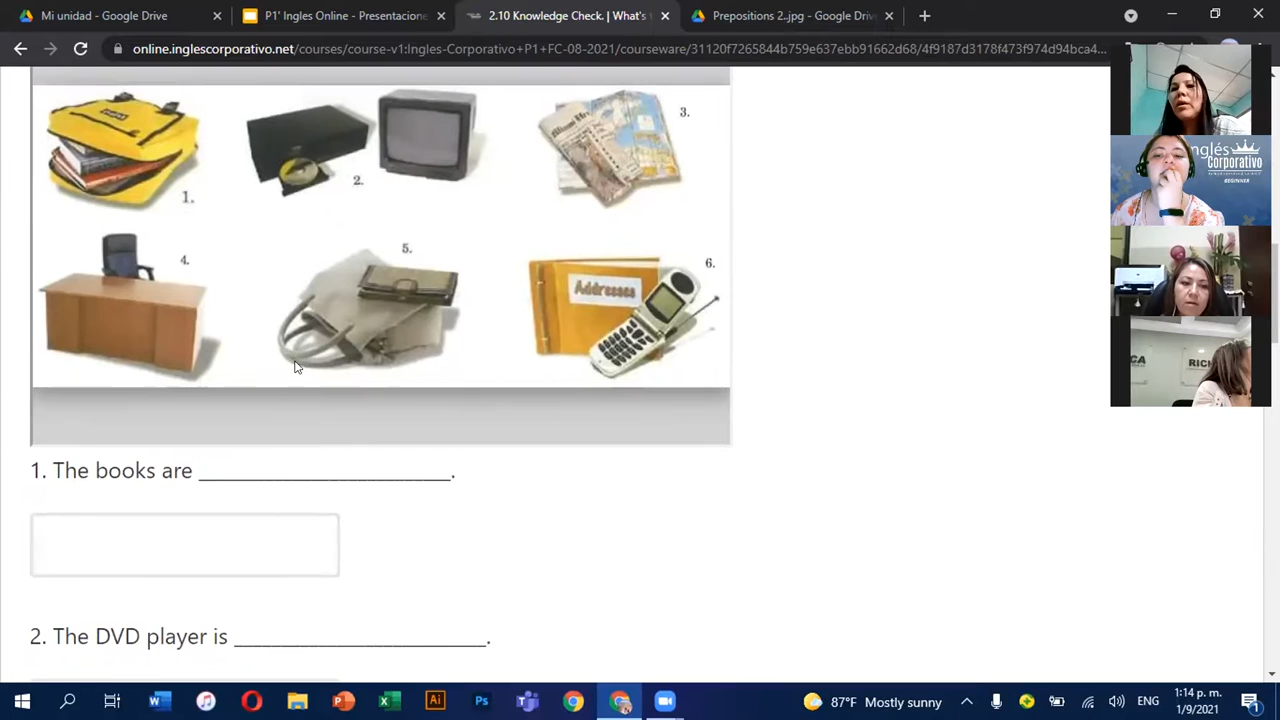 Mi unidad - Google Drive
P1' Ingles Online - Presentacione
2.10 Knowledge Check. | What's
Prepositions 2.jpg - Google Drive
online.inglescorporativo.net/courses/course-v1:Ingles-Corporativo+P1+FC-08-2021/courseware/31120f7265844b759e637ebb91662d68/4f9187d3178f473f974d94bca4...
1.
2.
3.
4.
5.
6.
Addresses
1. The books are ________________________.
2. The DVD player is ________________________.
Inglés
Corporativo
BEGINNER
RICH
87°F Mostly sunny
ENG
1:14 p. m.
1/9/2021